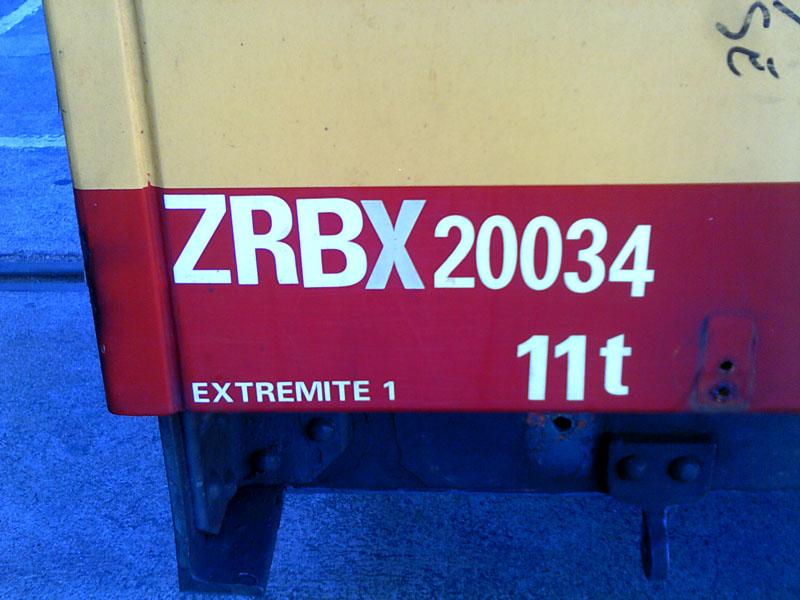 ZRBX 20034
11t
EXTREMITE 1